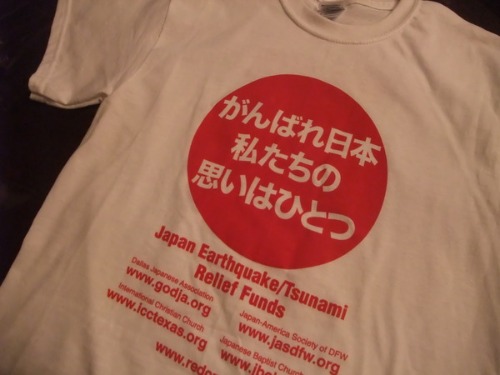 がんばれ日本
私たちの
思いはひとつ
Japan Earthquake/Tsunami
Relief Funds
Dallas Japanese Association
www.godja.org
Japan-America Society of DFW
www.jasdfw.org
International Christian Church
www.icctexas.org
Japanese Baptist Church